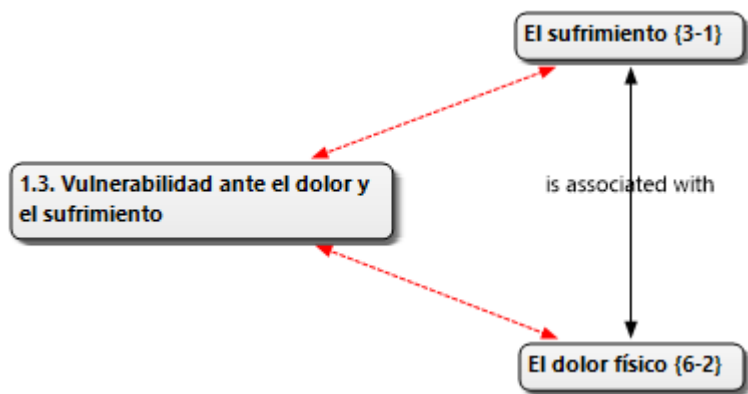 El sufrimiento {3-1}
1.3. Vulnerabilidad ante el dolor y
el sufrimiento
is associated with
El dolor físico {6-2}